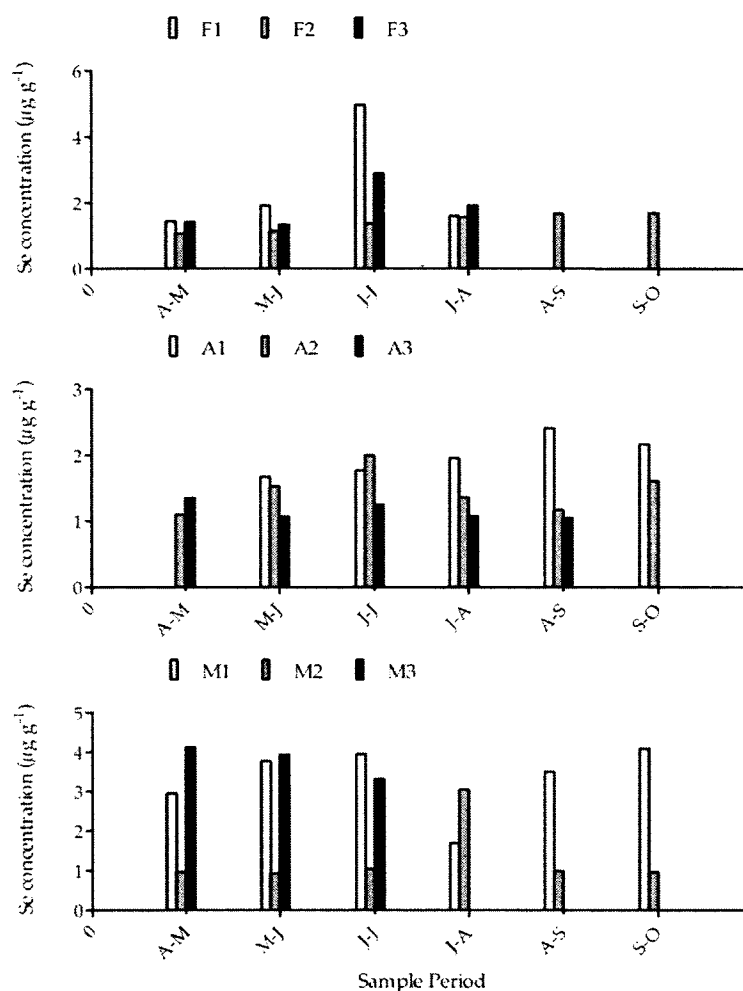 F1 F2 F3
Se concentration (µg g⁻¹)
6
4
2
0
0 A-M M-J J-J J-A A-S S-O
A1 A2 A3
Se concentration (µg g⁻¹)
3
2
1
0
0 A-M M-J J-J J-A A-S S-O
M1 M2 M3
Se concentration (µg g⁻¹)
5
4
3
2
1
0
0 A-M M-J J-J J-A A-S S-O
Sample Period